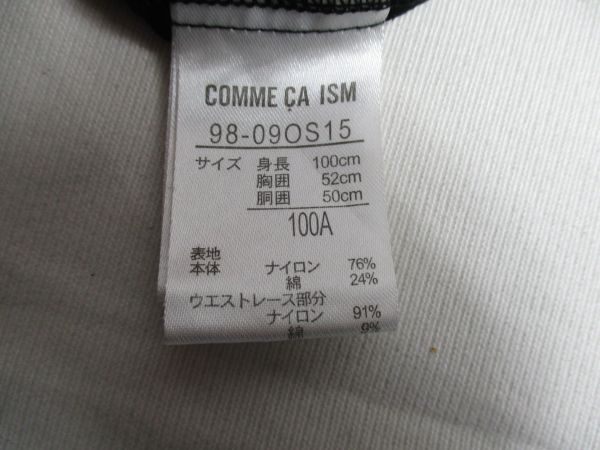 COMME ÇA ISM
98-09OS15
サイズ 身長 100cm
胸囲 52cm
胴囲 50cm
100A
表地
本体 ナイロン 76%
綿 24%
ウエストレース部分
ナイロン 91%
綿 9%